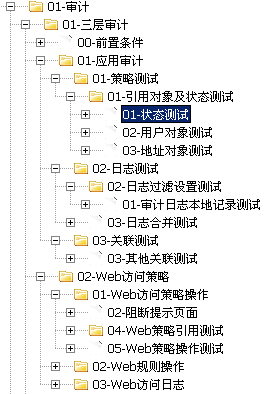 01-审计
01-三层审计
00-前置条件
01-应用审计
01-策略测试
01-引用对象及状态测试
01-状态测试
02-用户对象测试
03-地址对象测试
02-日志测试
02-日志过滤设置测试
01-审计日志本地记录测试
03-日志合并测试
03-关联测试
03-其他关联测试
02-Web访问策略
01-Web访问策略操作
02-阻断提示页面
04-Web策略引用测试
05-Web策略操作测试
02-Web规则操作
03-Web访问日志